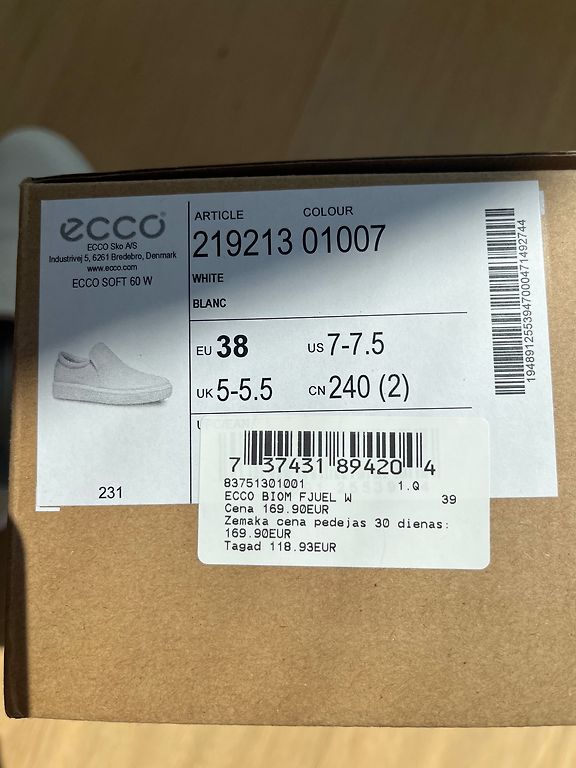 ecco
ECCO Sko A/S
Industrivej 5, 6261 Bredebro, Denmark
www.ecco.com
ECCO SOFT 60 W
231
ARTICLE COLOUR
219213 01007
WHITE
BLANC
EU 38 US 7-7.5
UK 5-5.5 CN 240 (2)
194891255394700047149274​4
7 37431 89420 4
83751301001 1.Q
ECCO BIOM FJUEL W 39
Cena 169.90EUR
Zemaka cena pedejas 30 dienas:
169.90EUR
Tagad 118.93EUR